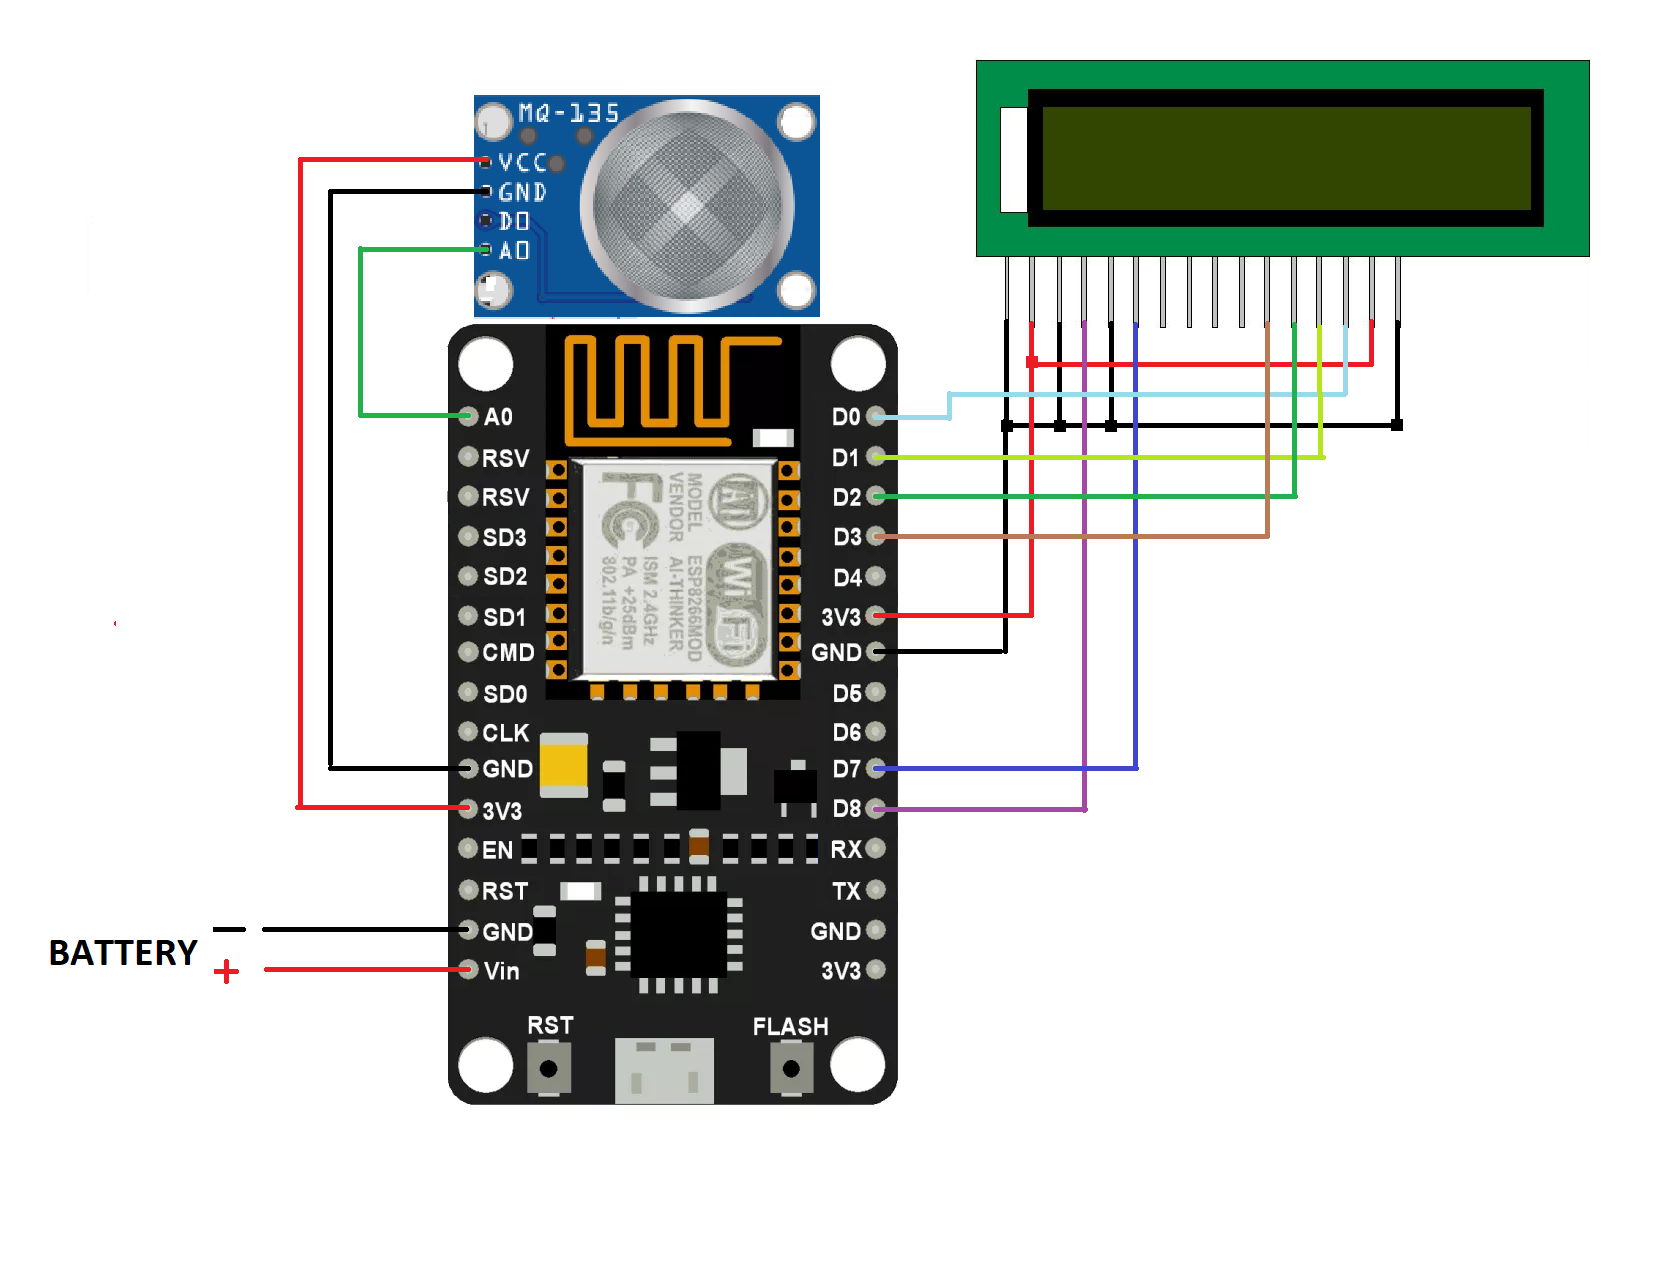 MQ-135
VCC
GND
DO
AO
A0
RSV
RSV
SD3
SD2
SD1
CMD
SD0
CLK
GND
3V3
EN
RST
GND
Vin
D0
D1
D2
D3
D4
3V3
GND
D5
D6
D7
D8
RX
TX
GND
3V3
MODEL ESP8266MOD
VENDOR AI-THINKER
ISM 2.4GHz
PA +25dBm
802.11b/g/n
FC
AI
WiFi
BATTERY
−
+
RST
FLASH